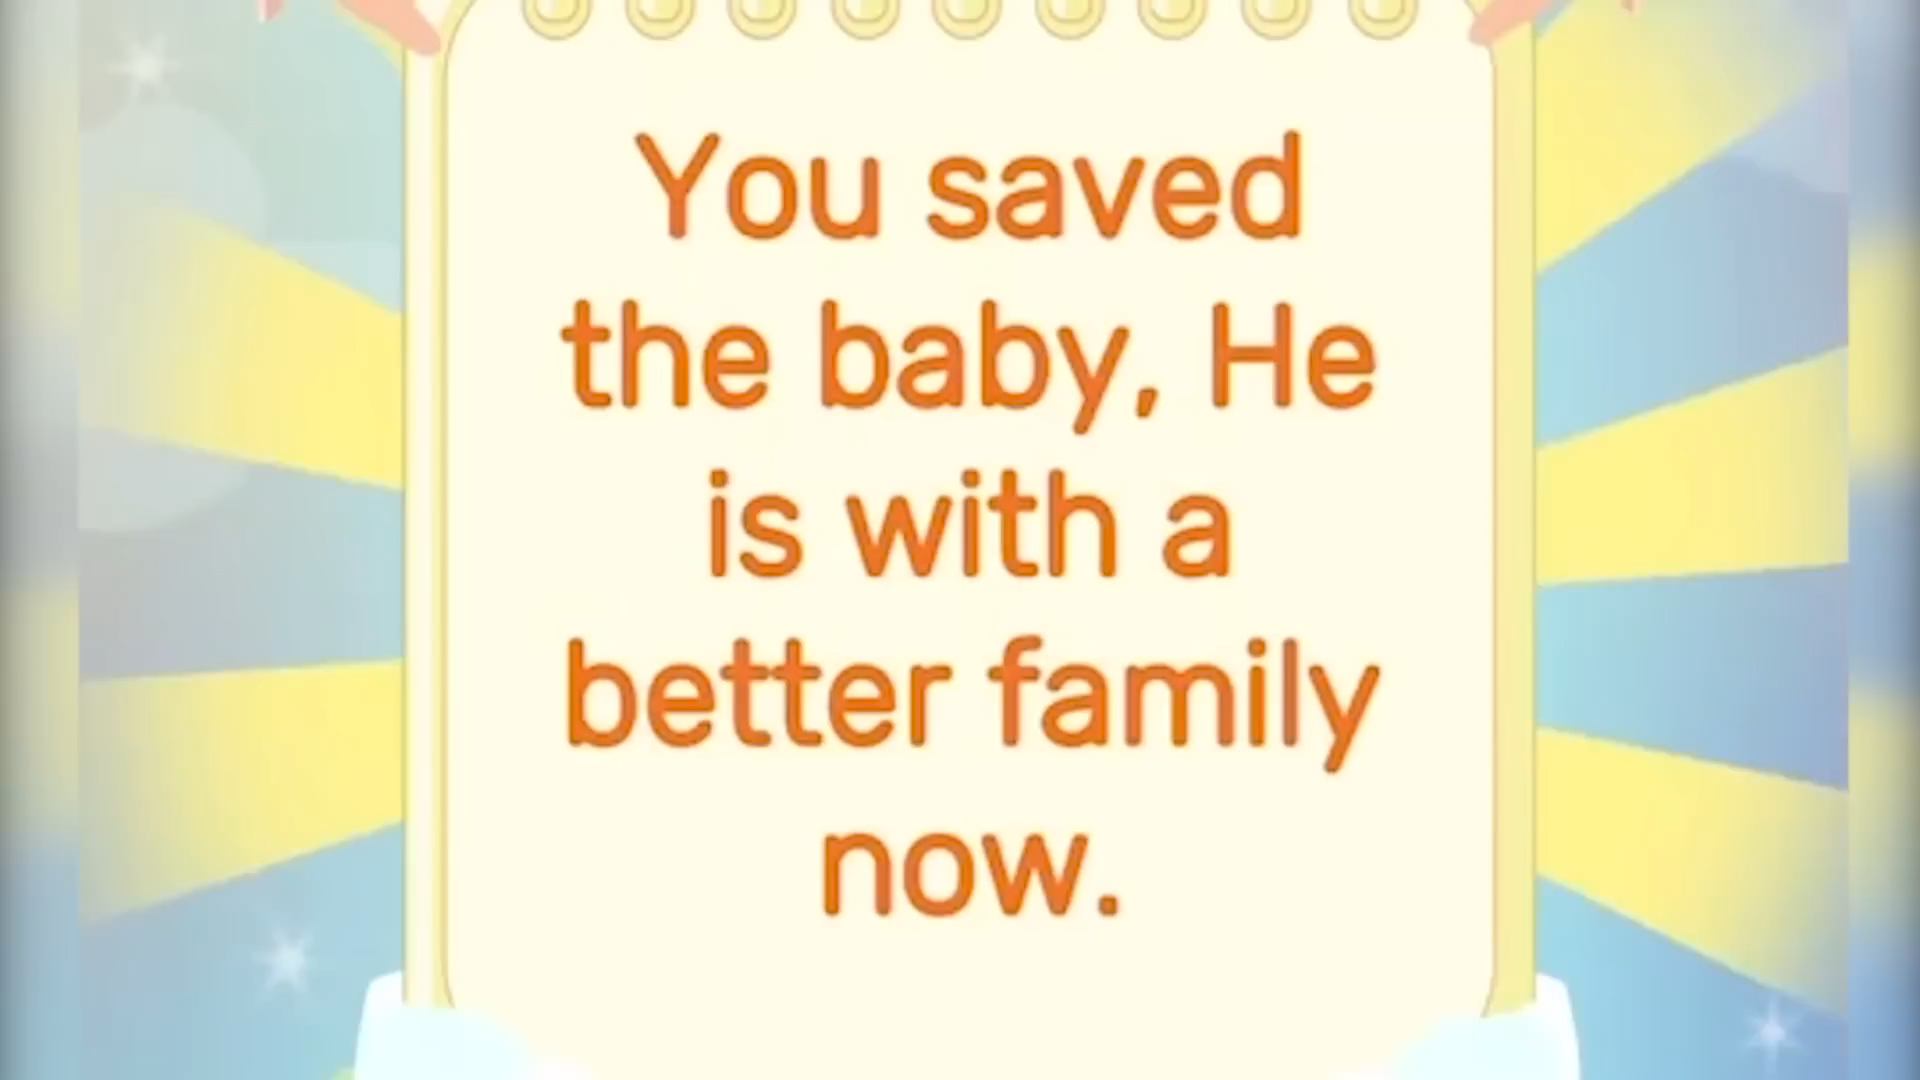 You saved
the baby, He
is with a
better family
now.